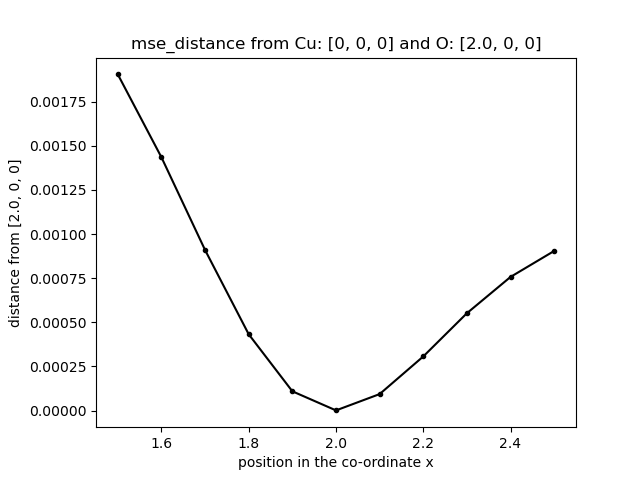 mse_distance from Cu: [0, 0, 0] and O: [2.0, 0, 0]
0.00175
0.00150
0.00125
0.00100
0.00075
0.00050
0.00025
0.00000
distance from [2.0, 0, 0]
1.6 1.8 2.0 2.2 2.4
position in the co-ordinate x